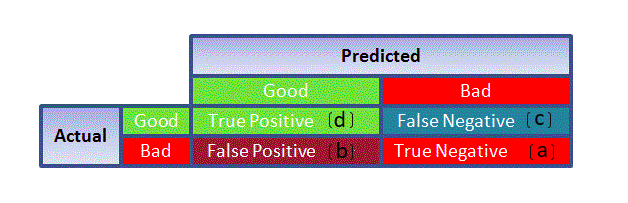 Predicted
Good Bad
Actual Good True Positive (d) False Negative (c)
Bad False Positive (b) True Negative (a)